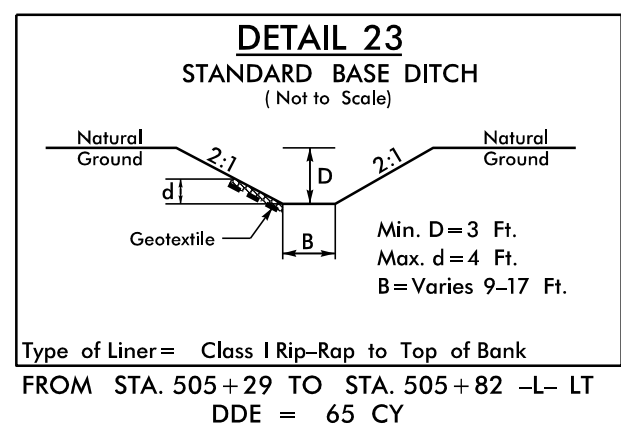 DETAIL 23
STANDARD BASE DITCH
( Not to Scale)
Natural
Ground
2:1
D
2:1
Natural
Ground
d
Geotextile
B
Min. D=3 Ft.
Max. d=4 Ft.
B=Varies 9-17 Ft.
Type of Liner= Class I Rip-Rap to Top of Bank
FROM STA. 505+29 TO STA. 505+82 -L- LT
DDE = 65 CY